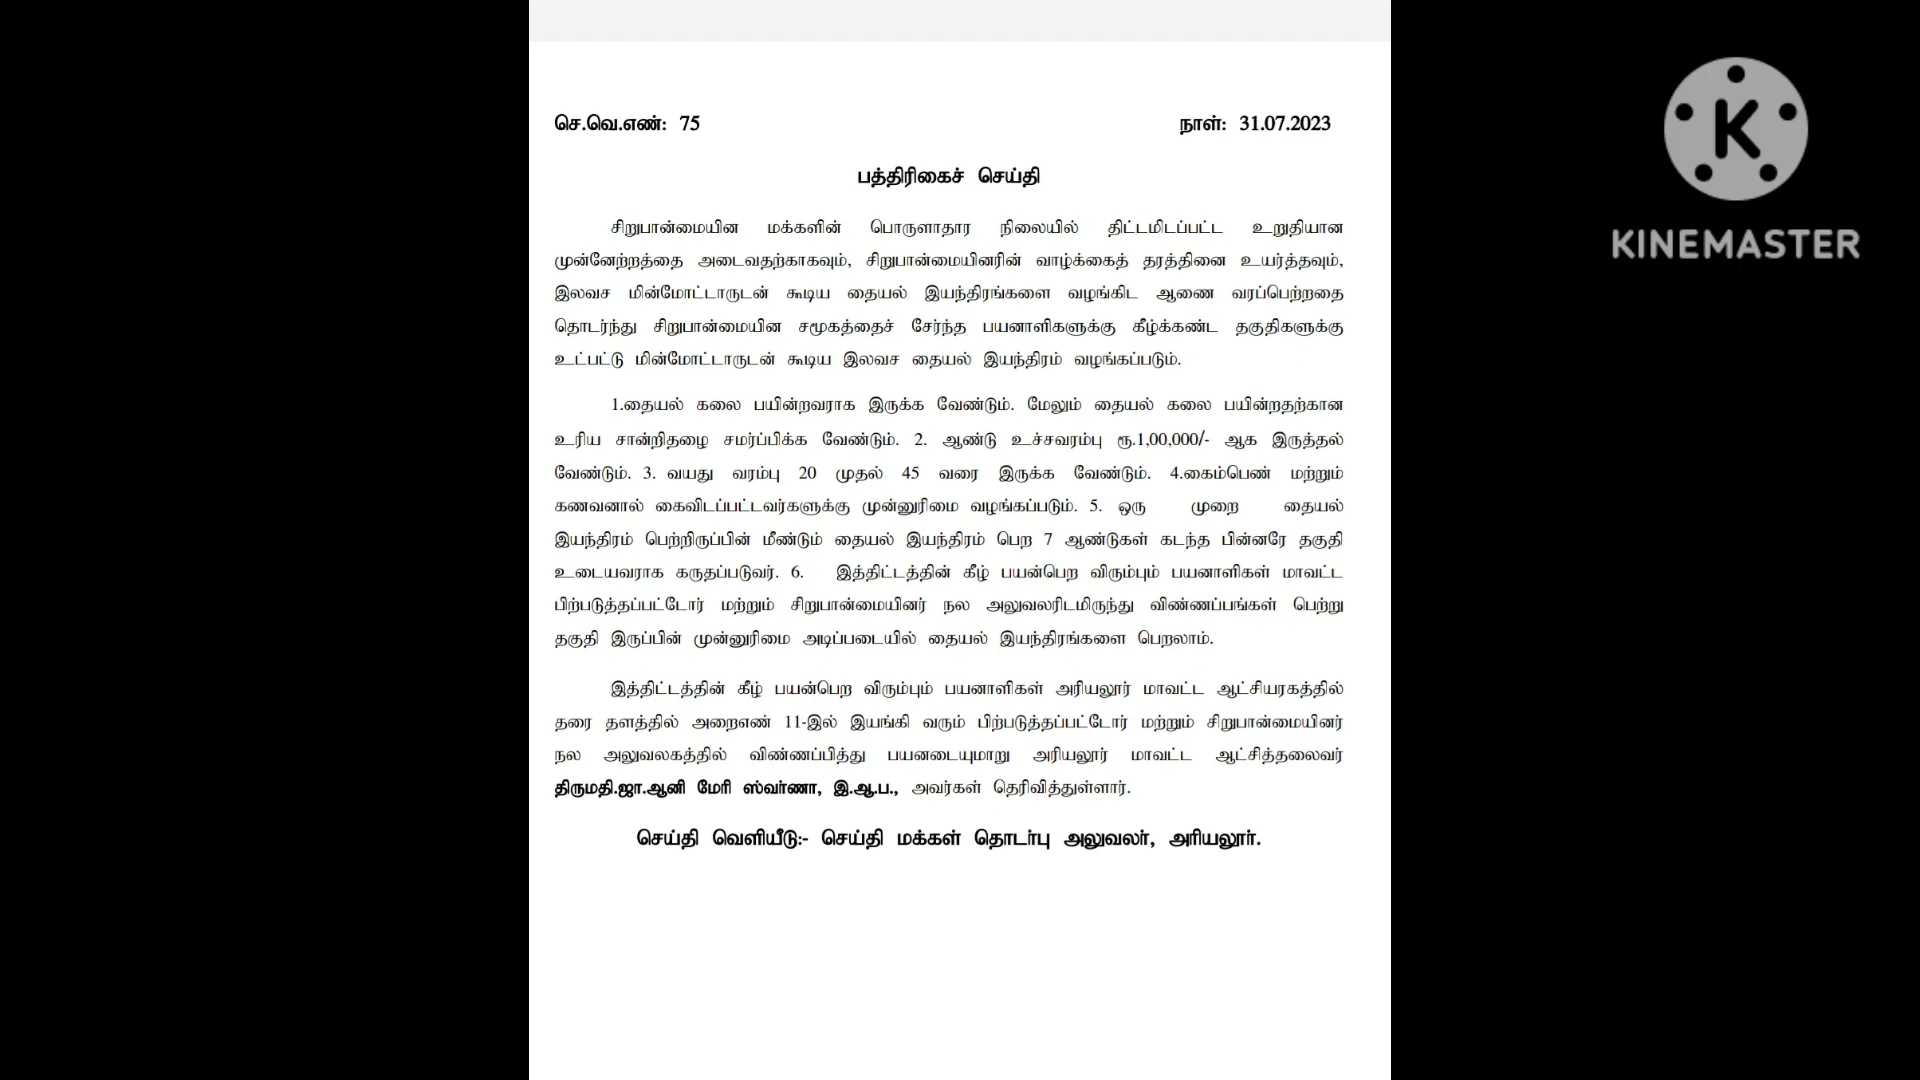 செ.வெ.எண்: 75 நாள்: 31.07.2023
KINEMASTER
பத்திரிகைச் செய்தி
சிறுபான்மையின மக்களின் பொருளாதார நிலையில் திட்டமிடப்பட்ட உறுதியான
முன்னேற்றத்தை அடைவதற்காகவும், சிறுபான்மையினரின் வாழ்க்கைத் தரத்தினை உயர்த்தவும்,
இலவச மின்மோட்டாருடன் கூடிய தையல் இயந்திரங்களை வழங்கிட ஆணை வரப்பெற்றதை
தொடர்ந்து சிறுபான்மையின சமூகத்தைச் சேர்ந்த பயனாளிகளுக்கு கீழ்க்கண்ட தகுதிகளுக்கு
உட்பட்டு மின்மோட்டாருடன் கூடிய இலவச தையல் இயந்திரம் வழங்கப்படும்.
1.தையல் கலை பயின்றவராக இருக்க வேண்டும். மேலும் தையல் கலை பயின்றதற்கான
உரிய சான்றிதழை சமர்ப்பிக்க வேண்டும். 2. ஆண்டு உச்சவரம்பு ரூ.1,00,000/- ஆக இருத்தல்
வேண்டும். 3. வயது வரம்பு 20 முதல் 45 வரை இருக்க வேண்டும். 4.கைம்பெண் மற்றும்
கணவனால் கைவிடப்பட்டவர்களுக்கு முன்னுரிமை வழங்கப்படும். 5. ஒரு முறை தையல்
இயந்திரம் பெற்றிருப்பின் மீண்டும் தையல் இயந்திரம் பெற 7 ஆண்டுகள் கடந்த பின்னரே தகுதி
உடையவராக கருதப்படுவர். 6. இத்திட்டத்தின் கீழ் பயன்பெற விரும்பும் பயனாளிகள் மாவட்ட
பிற்படுத்தப்பட்டோர் மற்றும் சிறுபான்மையினர் நல அலுவலரிடமிருந்து விண்ணப்பங்கள் பெற்று
தகுதி இருப்பின் முன்னுரிமை அடிப்படையில் தையல் இயந்திரங்களை பெறலாம்.
இத்திட்டத்தின் கீழ் பயன்பெற விரும்பும் பயனாளிகள் அரியலூர் மாவட்ட ஆட்சியரகத்தில்
தரை தளத்தில் அறைஎண் 11-இல் இயங்கி வரும் பிற்படுத்தப்பட்டோர் மற்றும் சிறுபான்மையினர்
நல அலுவலகத்தில் விண்ணப்பித்து பயனடையுமாறு அரியலூர் மாவட்ட ஆட்சித்தலைவர்
திருமதி.ஜா.ஆனி மேரி ஸ்வர்ணா, இ.ஆ.ப., அவர்கள் தெரிவித்துள்ளார்.
செய்தி வெளியீடு:- செய்தி மக்கள் தொடர்பு அலுவலர், அரியலூர்.